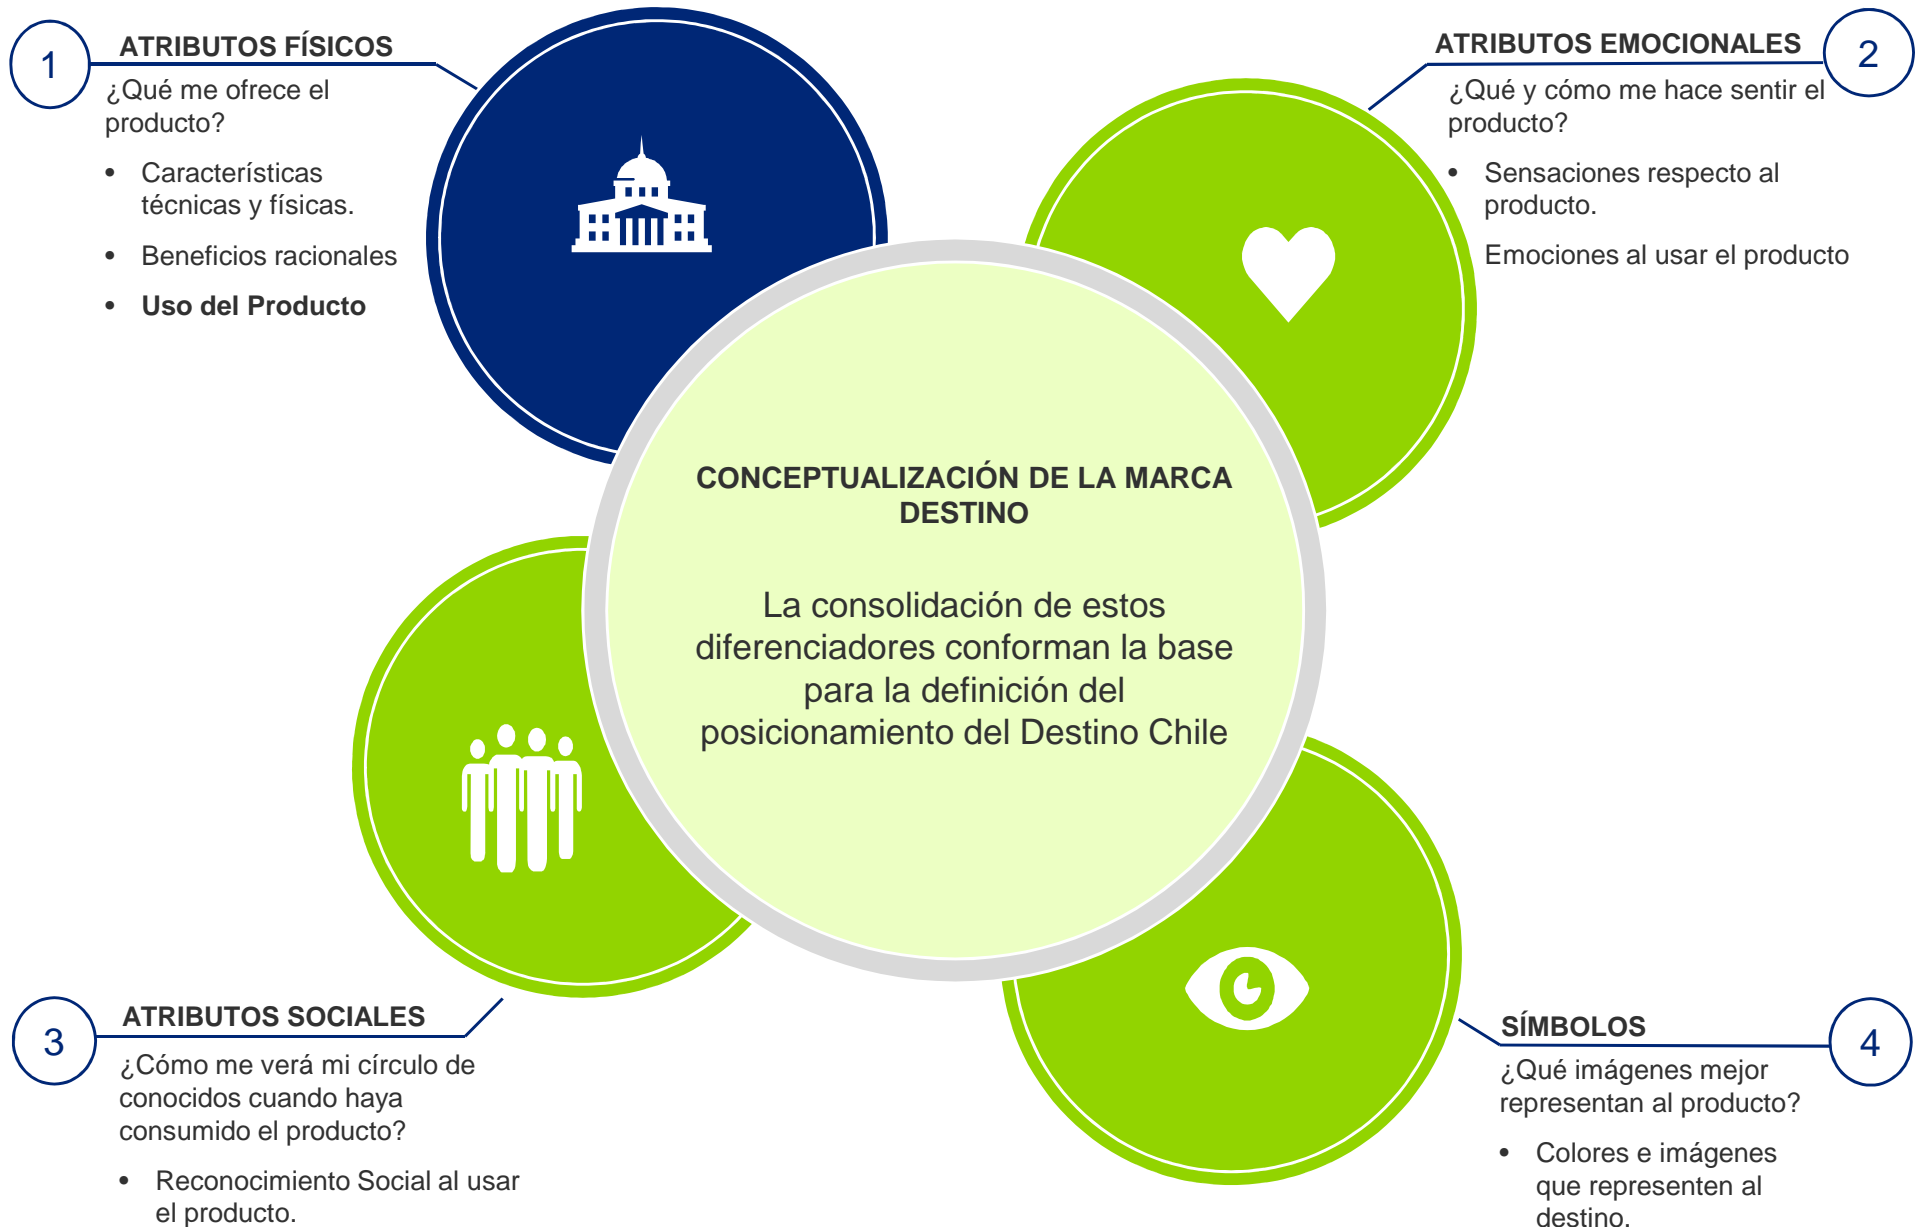 1
ATRIBUTOS FÍSICOS
¿Qué me ofrece el
producto?
• Características
técnicas y físicas.
• Beneficios racionales
• Uso del Producto
ATRIBUTOS EMOCIONALES
2
¿Qué y cómo me hace sentir el
producto?
• Sensaciones respecto al
producto.
Emociones al usar el producto
CONCEPTUALIZACIÓN DE LA MARCA
DESTINO
La consolidación de estos
diferenciadores conforman la base
para la definición del
posicionamiento del Destino Chile
3
ATRIBUTOS SOCIALES
¿Cómo me verá mi círculo de
conocidos cuando haya
consumido el producto?
• Reconocimiento Social al usar
el producto.
SÍMBOLOS
4
¿Qué imágenes mejor
representan al producto?
• Colores e imágenes
que representen al
destino.